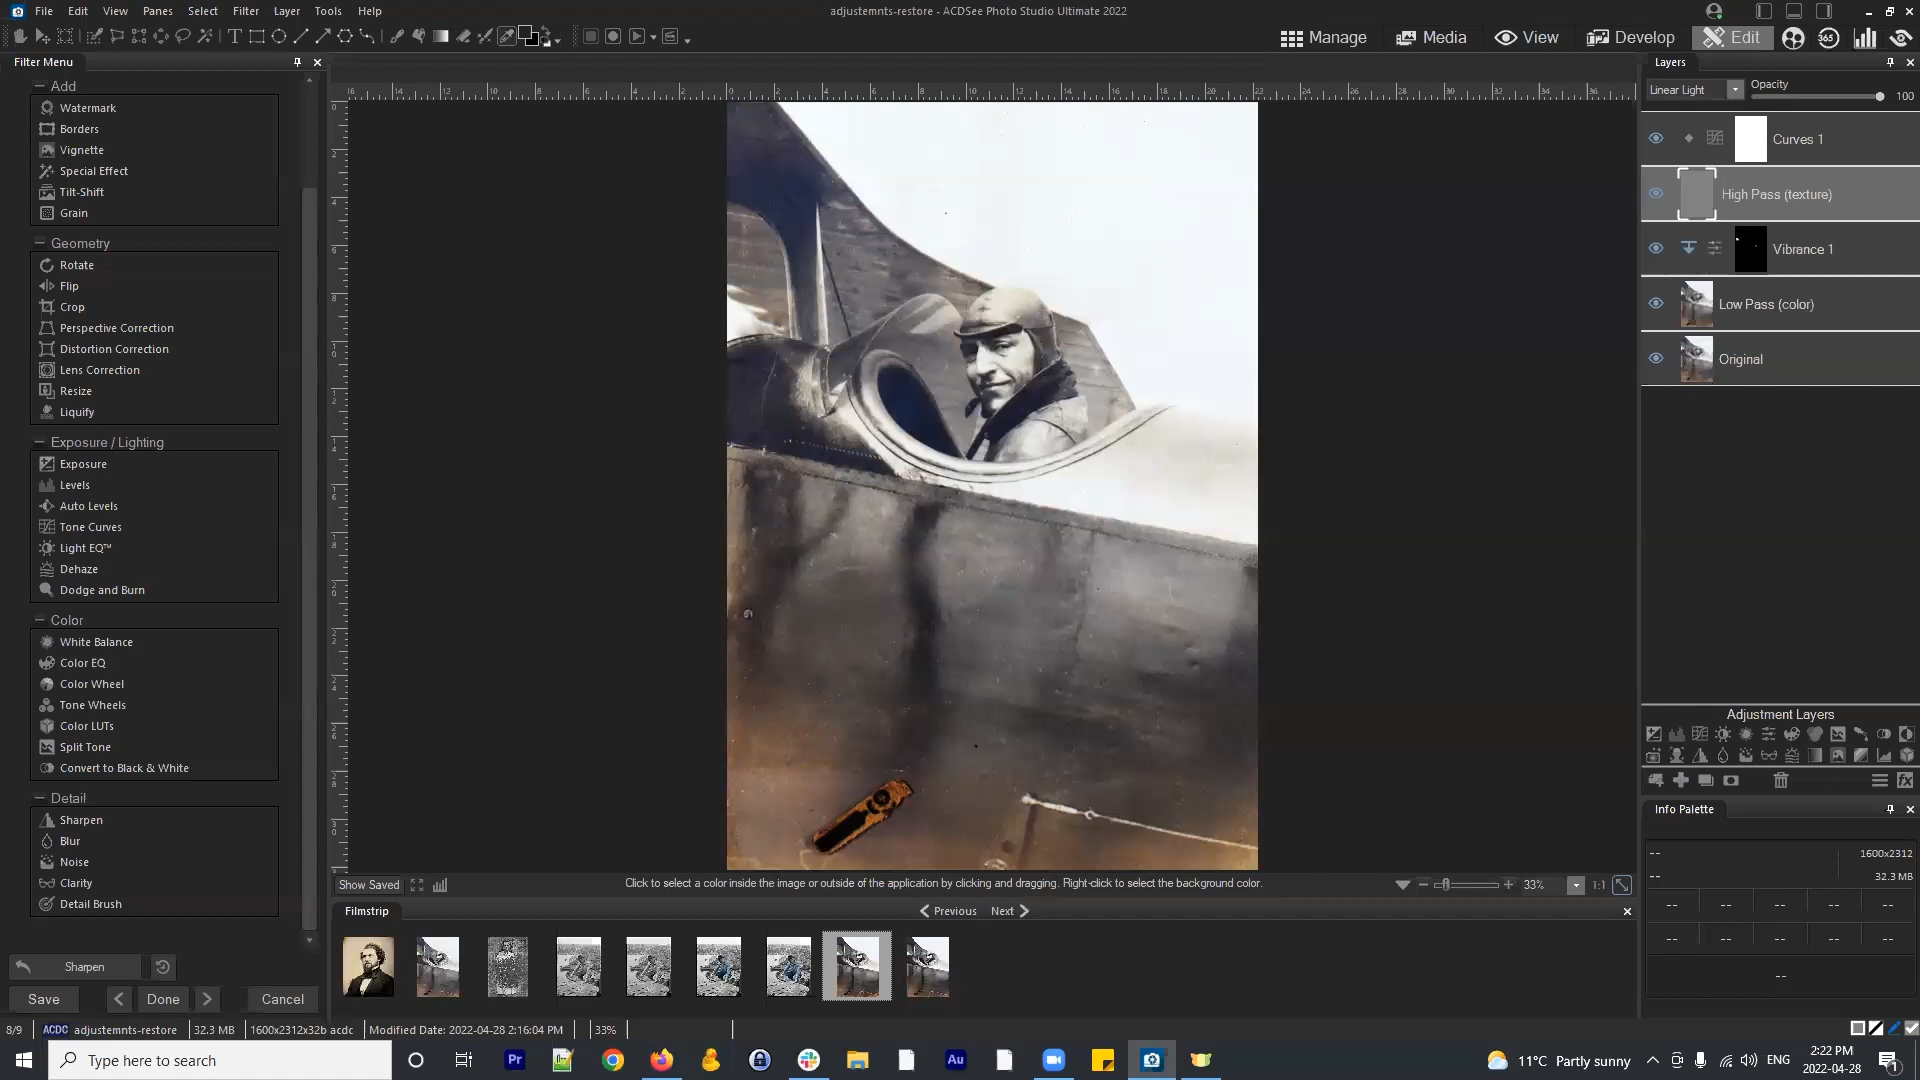 File Edit View Panes Select Filter Layer Tools Help
adjustemnts-restore - ACDSee Photo Studio Ultimate 2022
Manage Media View Develop Edit 365
Filter Menu
Add
Watermark
Borders
Vignette
Special Effect
Tilt-Shift
Grain
Geometry
Rotate
Flip
Crop
Perspective Correction
Distortion Correction
Lens Correction
Resize
Liquify
Exposure / Lighting
Exposure
Levels
Auto Levels
Tone Curves
Light EQ™
Dehaze
Dodge and Burn
Color
White Balance
Color EQ
Color Wheel
Tone Wheels
Color LUTs
Split Tone
Convert to Black & White
Detail
Sharpen
Blur
Noise
Clarity
Detail Brush
Sharpen
Save Done Cancel
Layers
Linear Light Opacity 100
Curves 1
High Pass (texture)
Vibrance 1
Low Pass (color)
Original
Adjustment Layers
Info Palette
-- 1600x2312
-- 32.3 MB
-- -- -- -- --
-- -- -- -- --
--
Show Saved Click to select a color inside the image or outside of the application by clicking and dragging. Right-click to select the background color. 33% 1:1
Filmstrip Previous Next
8/9 ACDC adjustemnts-restore 32.3 MB 1600x2312x32b acdc Modified Date: 2022-04-28 2:16:04 PM 33%
Type here to search Pr Au 11°C Partly sunny ENG 2:22 PM
2022-04-28 1